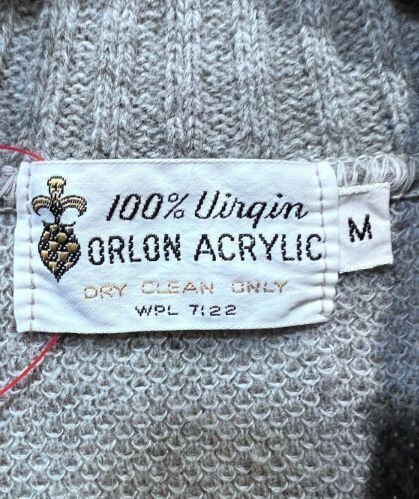 100% Virgin
ORLON ACRYLIC
M
DRY CLEAN ONLY
WPL 7122